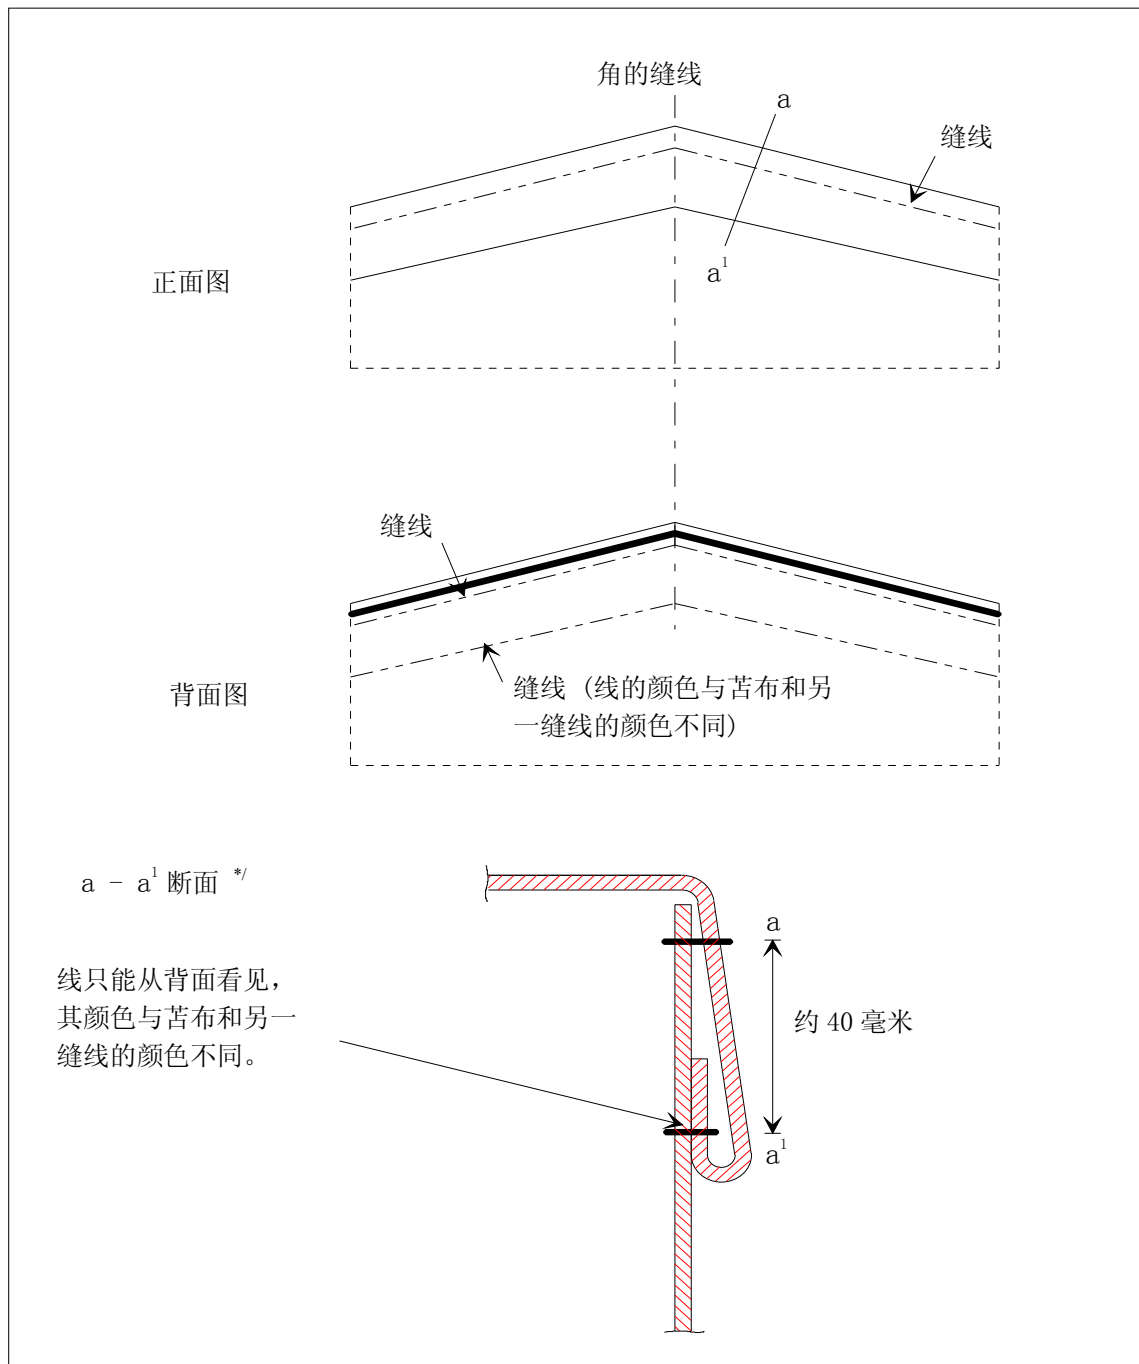 角的缝线
a
缝线
a¹
正面图
缝线
缝线 (线的颜色与苫布和另
一缝线的颜色不同)
背面图
a - a¹ 断面 */
a
线只能从背面看见，
其颜色与苫布和另一
缝线的颜色不同。
约 40 毫米
a¹